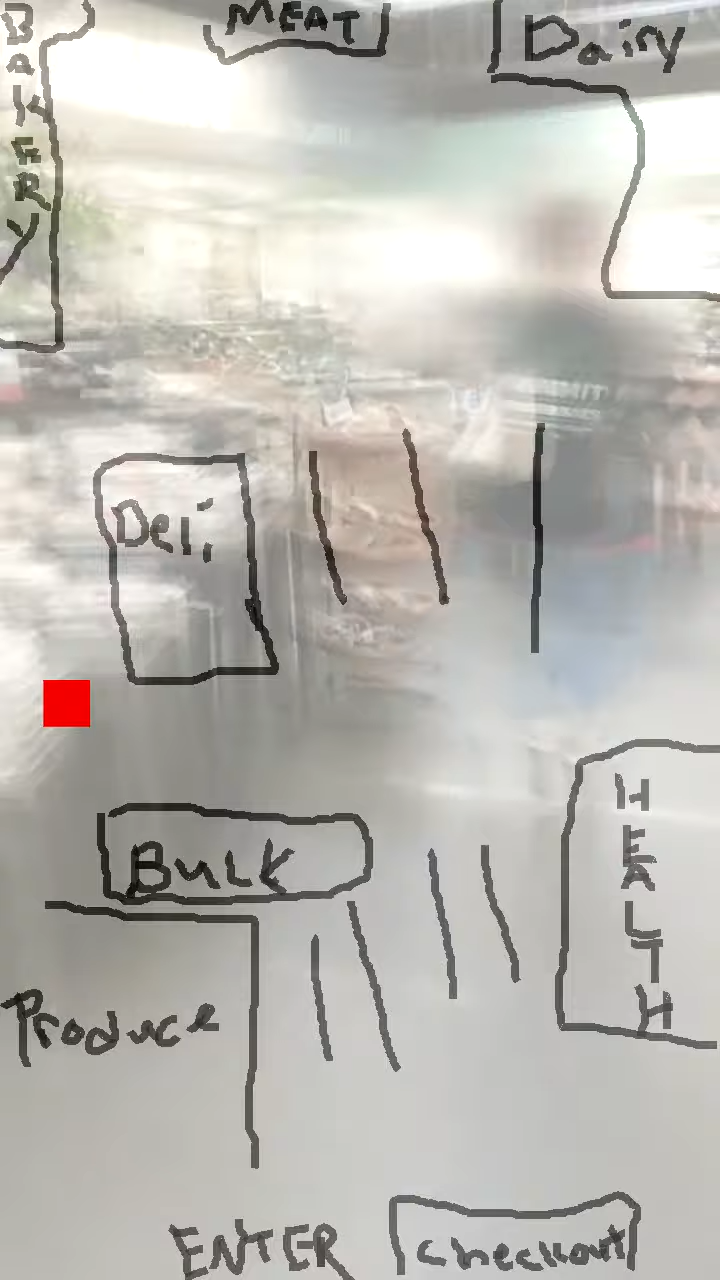 BAKERY
MEAT
Dairy
Deli
BULK
HEALTH
Produce
ENTER
checkout